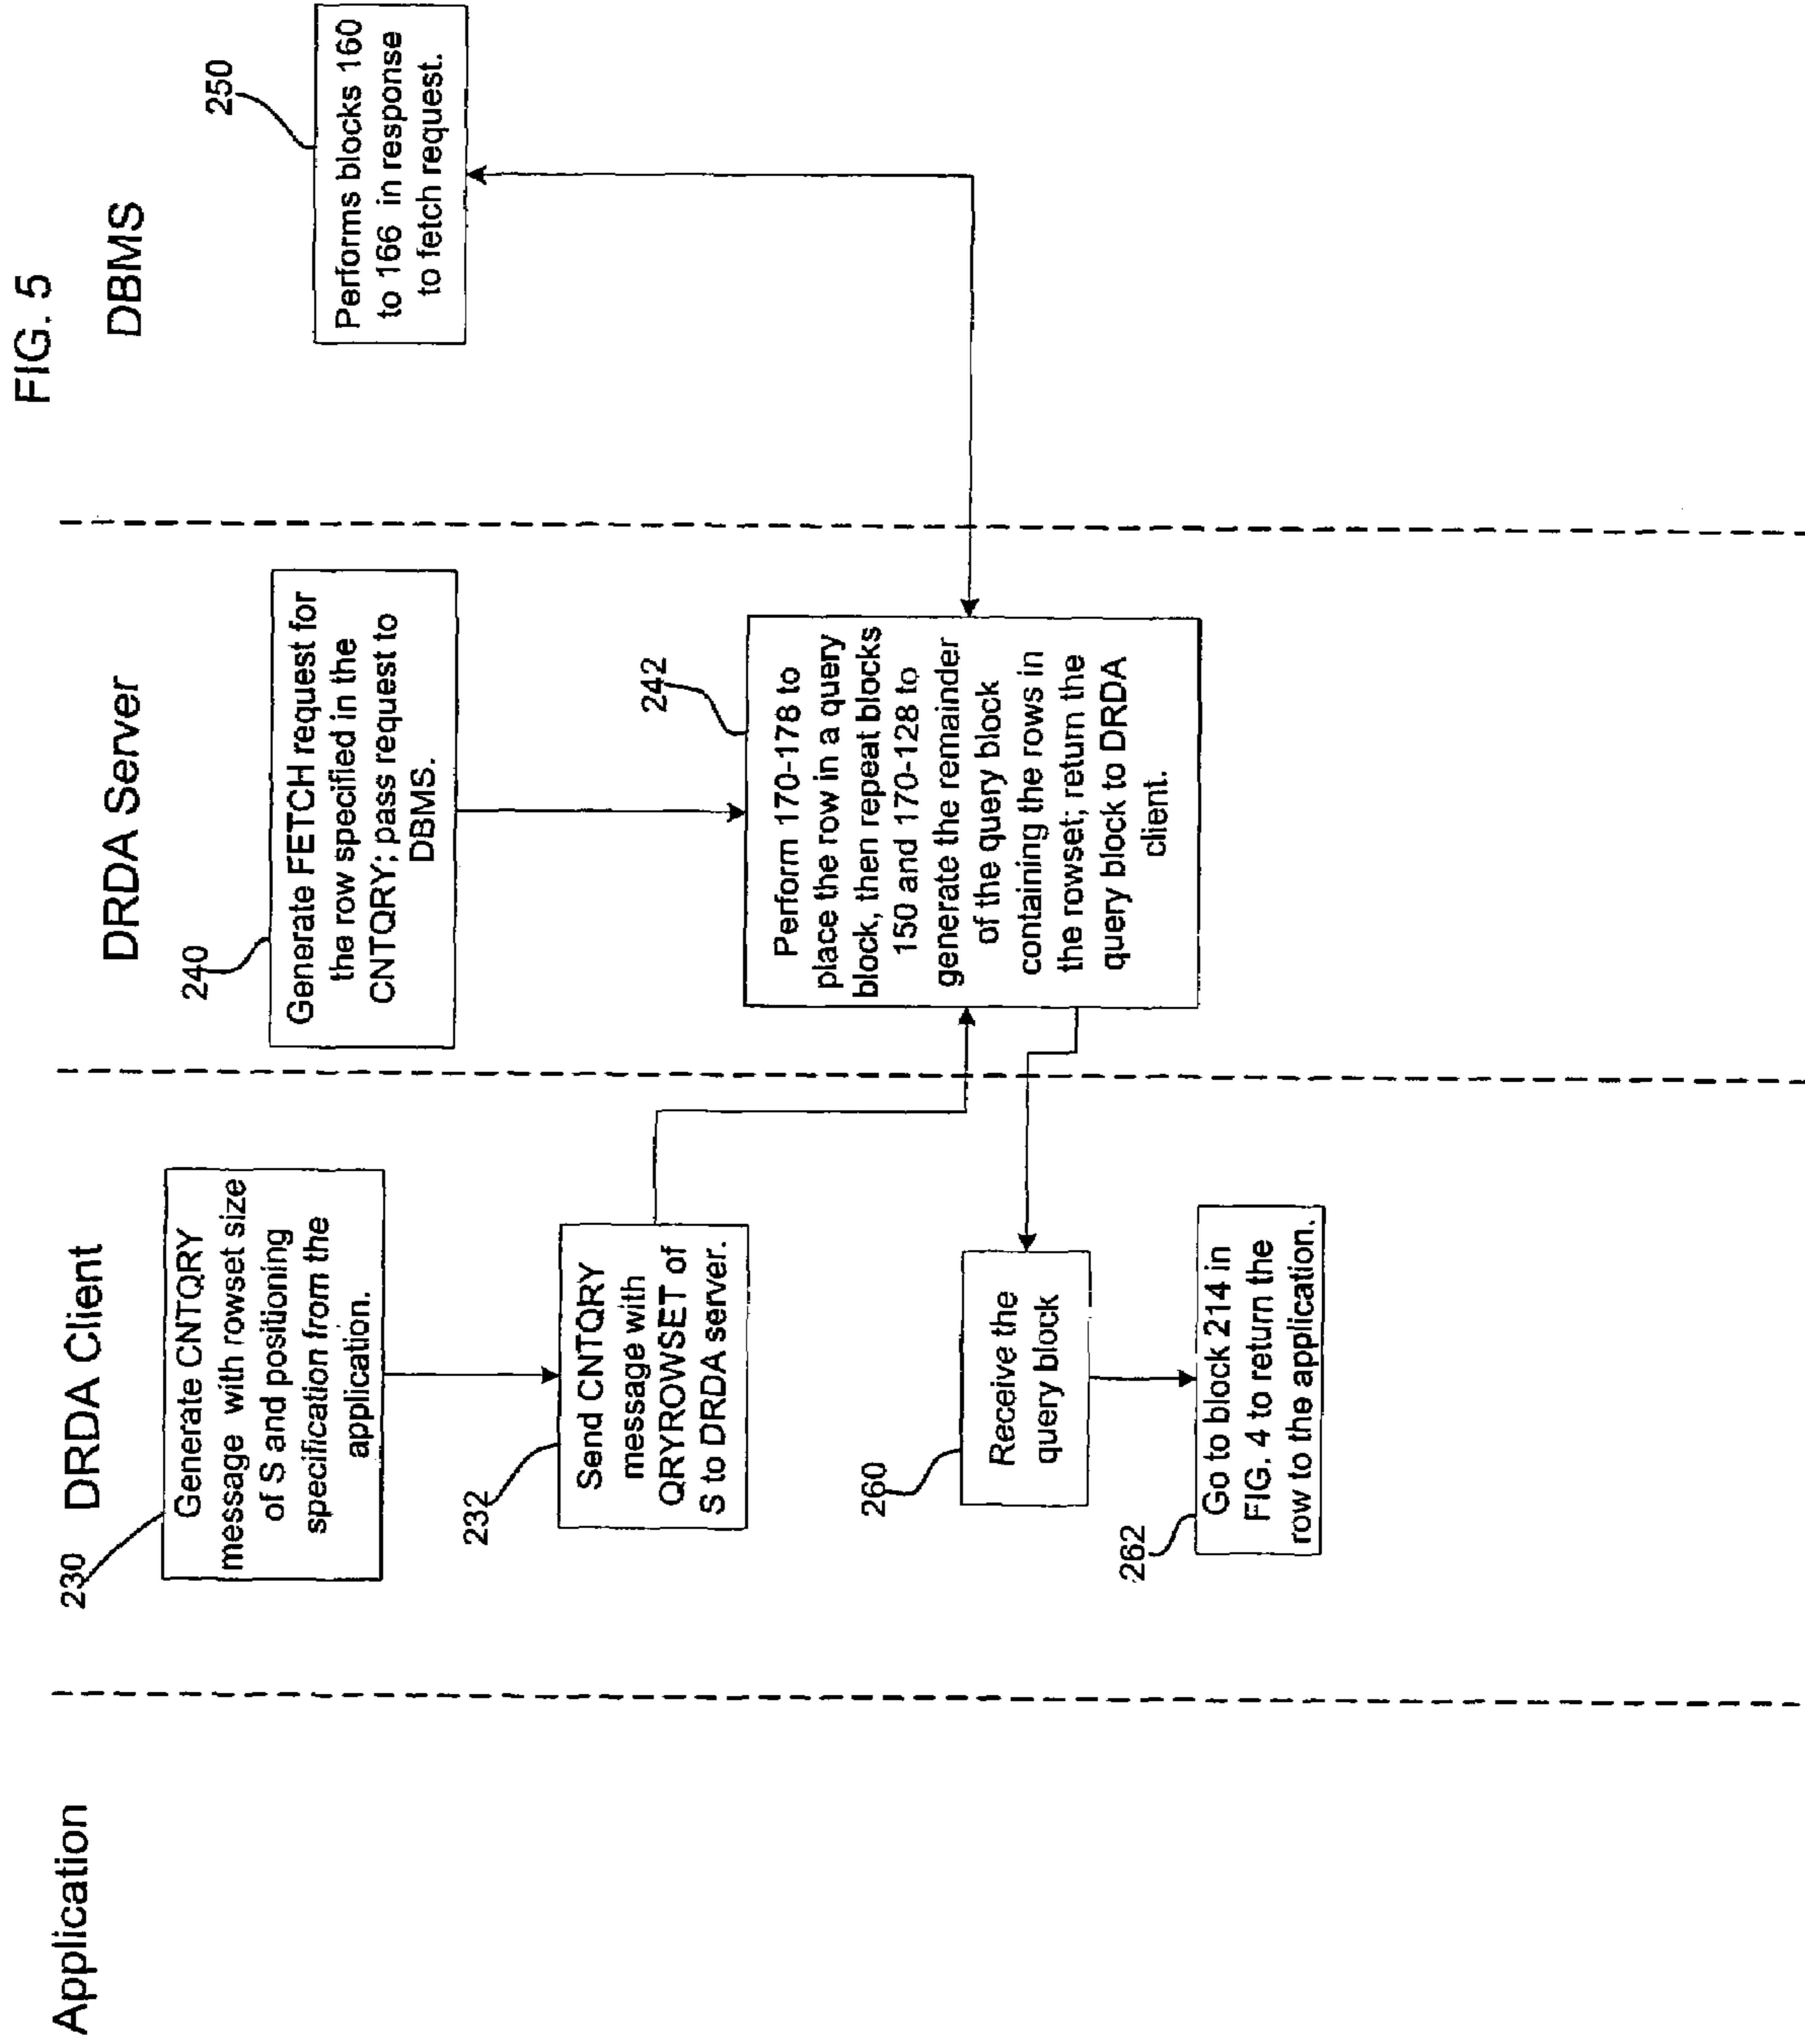 FIG. 5
Application
DRDA Client
DRDA Server
DBMS
230
Generate CNTQRY
message with rowset size
of S and positioning
specification from the
application.
232
Send CNTQRY
message with
QRYROWSET of
S to DRDA server.
240
Generate FETCH request for
the row specified in the
CNTQRY; pass request to
DBMS.
242
Perform 170-178 to
place the row in a query
block, then repeat blocks
150 and 170-128 to
generate the remainder
of the query block
containing the rows in
the rowset; return the
query block to DRDA
client.
250
Performs blocks 160
to 166 in response
to fetch request.
260
Receive the
query block
262
Go to block 214 in
FIG. 4 to return the
row to the application.